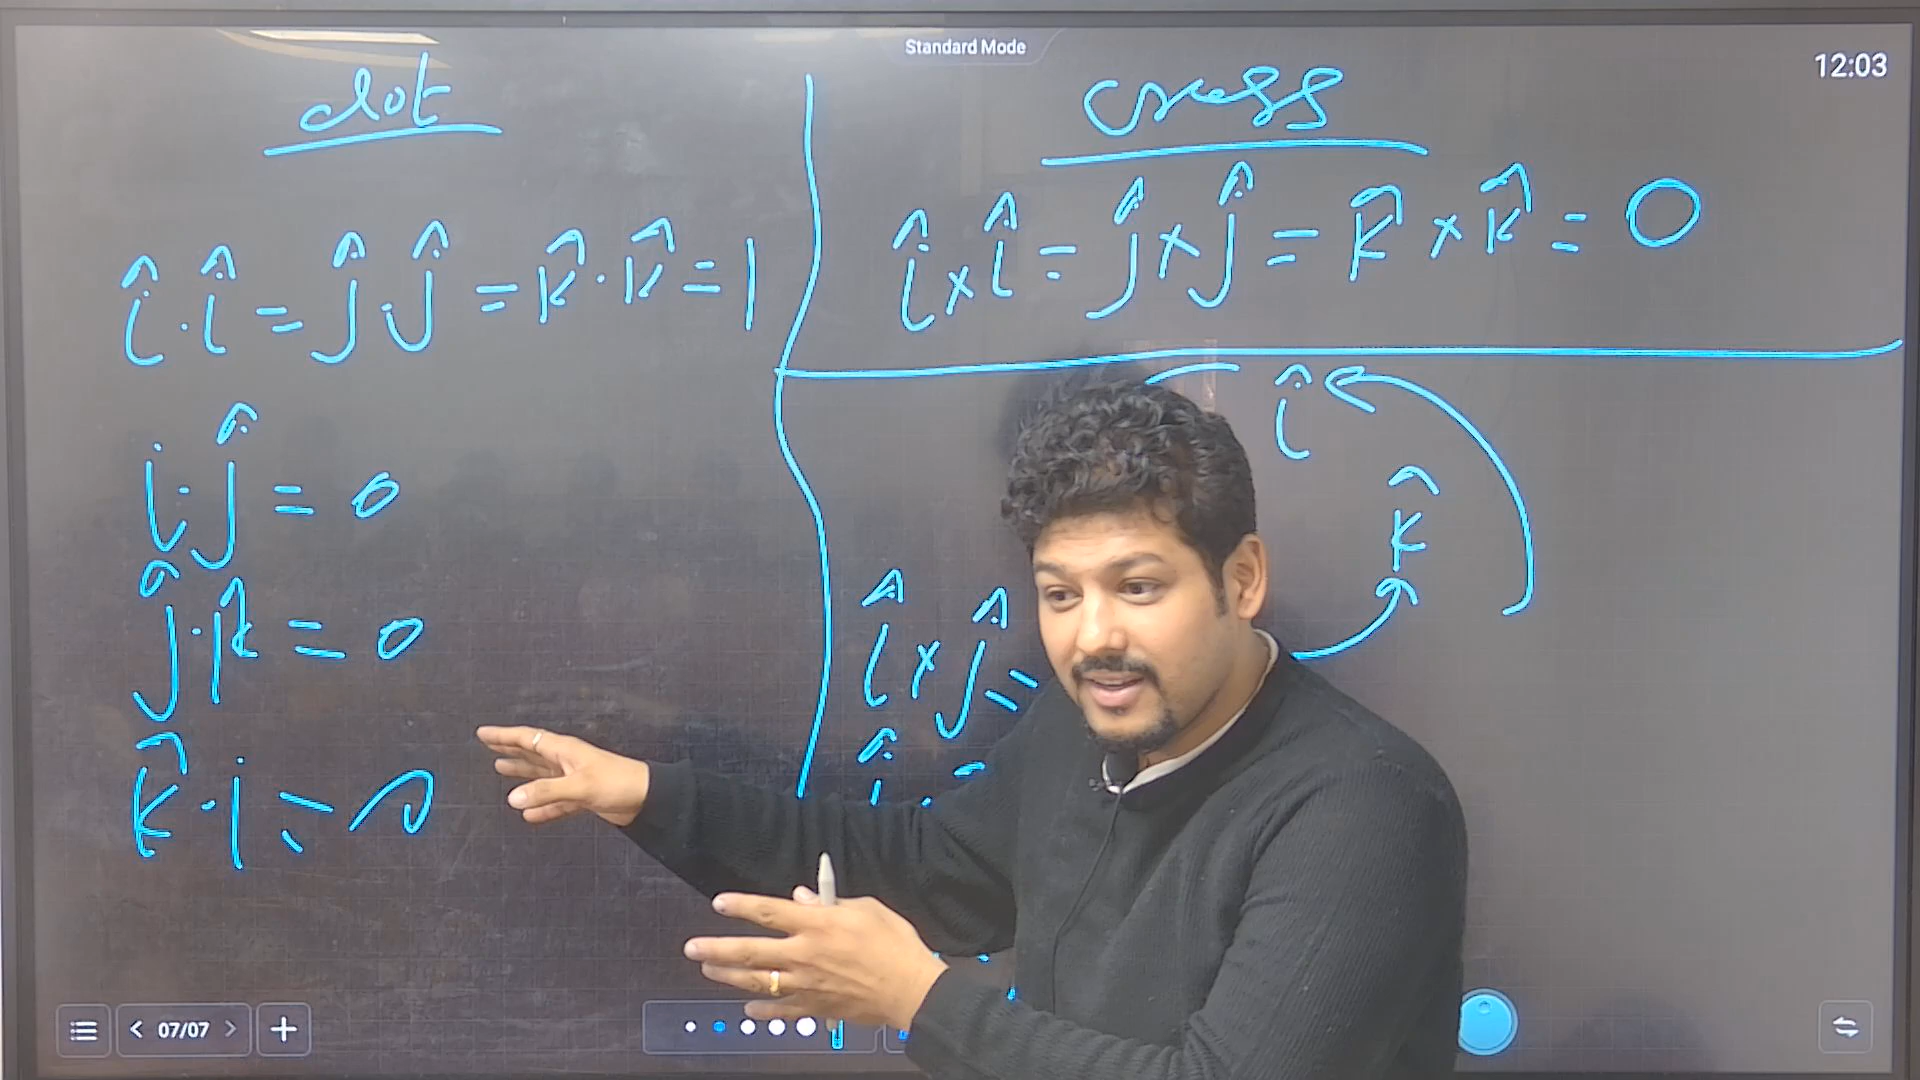 Standard Mode
12:03
dot
î · î = ĵ · ĵ = k̂ · k̂ = 1
i · ĵ = 0
ĵ · k̂ = 0
k̂ · i = 0
cross
î × î = ĵ × ĵ = k̂ × k̂ = 0
î
k̂
î × ĵ =
07/07